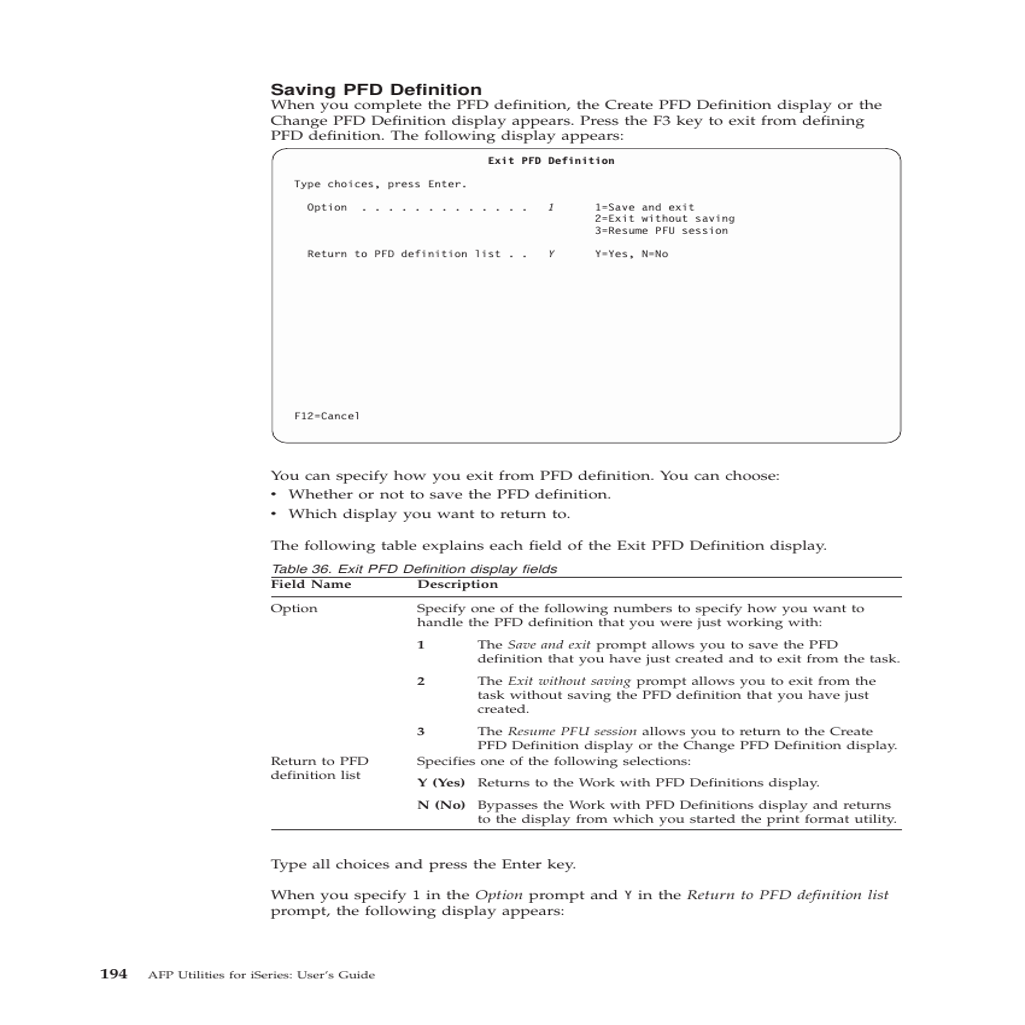 Saving PFD Definition
When you complete the PFD definition, the Create PFD Definition display or the
Change PFD Definition display appears. Press the F3 key to exit from defining
PFD definition. The following display appears:
Exit PFD Definition
Type choices, press Enter.
Option . . . . . . . . . . . . . 1 1=Save and exit
2=Exit without saving
3=Resume PFU session
Return to PFD definition list . . Y Y=Yes, N=No
F12=Cancel
You can specify how you exit from PFD definition. You can choose:
• Whether or not to save the PFD definition.
• Which display you want to return to.
The following table explains each field of the Exit PFD Definition display.
Table 36. Exit PFD Definition display fields
Field Name Description
Option Specify one of the following numbers to specify how you want to
handle the PFD definition that you were just working with:
1 The Save and exit prompt allows you to save the PFD
definition that you have just created and to exit from the task.
2 The Exit without saving prompt allows you to exit from the
task without saving the PFD definition that you have just
created.
3 The Resume PFU session allows you to return to the Create
PFD Definition display or the Change PFD Definition display.
Return to PFD Specifies one of the following selections:
definition list
Y (Yes) Returns to the Work with PFD Definitions display.
N (No) Bypasses the Work with PFD Definitions display and returns
to the display from which you started the print format utility.
Type all choices and press the Enter key.
When you specify 1 in the Option prompt and Y in the Return to PFD definition list
prompt, the following display appears:
194 AFP Utilities for iSeries: User's Guide